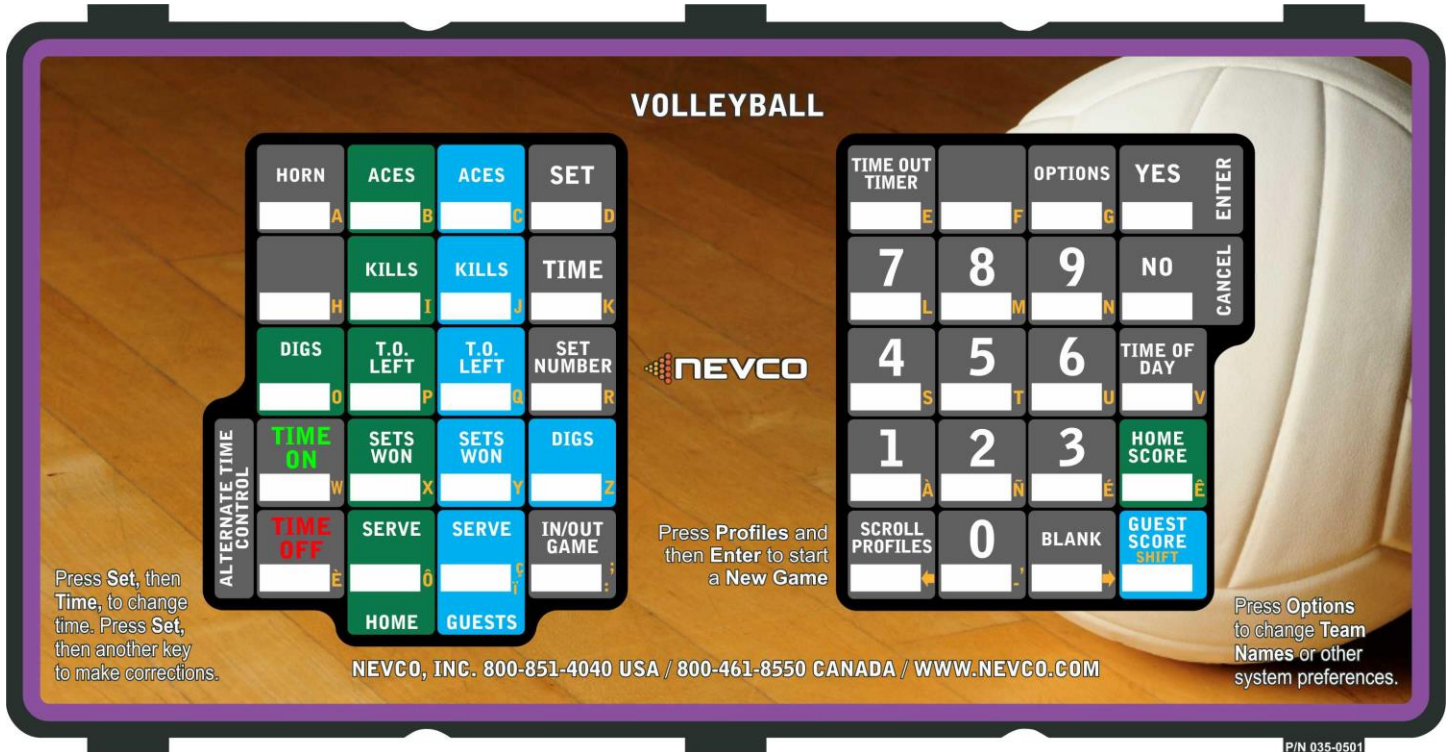 VOLLEYBALL
HORN
A
ACES
B
ACES
C
SET
D
H
KILLS
I
KILLS
J
TIME
K
DIGS
O
T.O.
LEFT
P
T.O.
LEFT
Q
SET
NUMBER
R
ALTERNATE TIME
CONTROL
TIME
ON
W
SETS
WON
X
SETS
WON
Y
DIGS
Z
TIME
OFF
È
SERVE
Ô
SERVE
Ç
Ï
IN/OUT
GAME
;
:
HOME
GUESTS
NEVCO
TIME OUT
TIMER
E
F
OPTIONS
G
YES
ENTER
7
L
8
M
9
N
NO
CANCEL
4
S
5
T
6
U
TIME OF
DAY
V
1
À
2
Ñ
3
É
HOME
SCORE
Ê
SCROLL
PROFILES
0
-'
BLANK
GUEST
SCORE
SHIFT
Press Set, then
Time, to change
time. Press Set,
then another key
to make corrections.
Press Profiles and
then Enter to start
a New Game
Press Options
to change Team
Names or other
system preferences.
NEVCO, INC. 800-851-4040 USA / 800-461-8550 CANADA / WWW.NEVCO.COM
P/N 035-0501